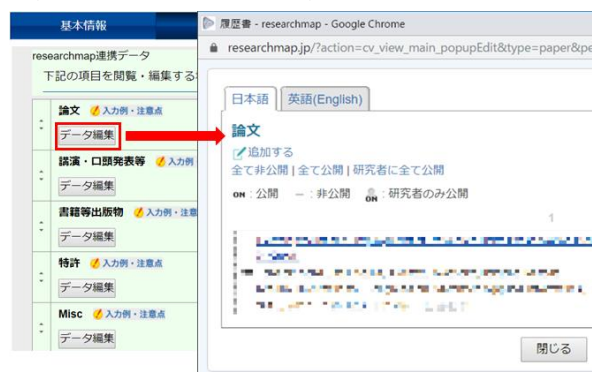 基本情報
researchmap連携データ
下記の項目を閲覧・編集する
論文 入力例・注意点
データ編集
講演・口頭発表等 入力例
データ編集
書籍等出版物 入力例・注意
データ編集
特許 入力例・注意点
データ編集
Misc 入力例・注意点
データ編集
履歴書 - researchmap - Google Chrome
researchmap.jp/?action=cv_view_main_popupEdit&type=paper&pe
日本語 英語(English)
論文
追加する
全て非公開 | 全て公開 | 研究者に全て公開
ON : 公開 − : 非公開 ON : 研究者のみ公開
1
閉じる